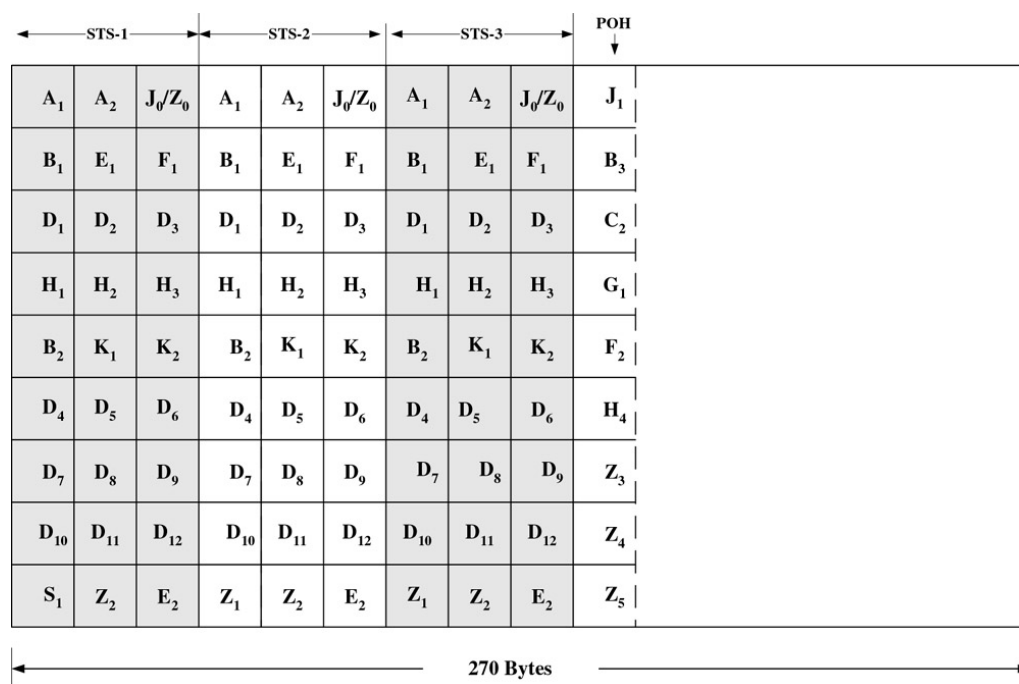 STS-1 STS-2 STS-3 POH
A₁ A₂ J₀/Z₀ A₁ A₂ J₀/Z₀ A₁ A₂ J₀/Z₀ J₁
B₁ E₁ F₁ B₁ E₁ F₁ B₁ E₁ F₁ B₃
D₁ D₂ D₃ D₁ D₂ D₃ D₁ D₂ D₃ C₂
H₁ H₂ H₃ H₁ H₂ H₃ H₁ H₂ H₃ G₁
B₂ K₁ K₂ B₂ K₁ K₂ B₂ K₁ K₂ F₂
D₄ D₅ D₆ D₄ D₅ D₆ D₄ D₅ D₆ H₄
D₇ D₈ D₉ D₇ D₈ D₉ D₇ D₈ D₉ Z₃
D₁₀ D₁₁ D₁₂ D₁₀ D₁₁ D₁₂ D₁₀ D₁₁ D₁₂ Z₄
S₁ Z₂ E₂ Z₁ Z₂ E₂ Z₁ Z₂ E₂ Z₅
270 Bytes